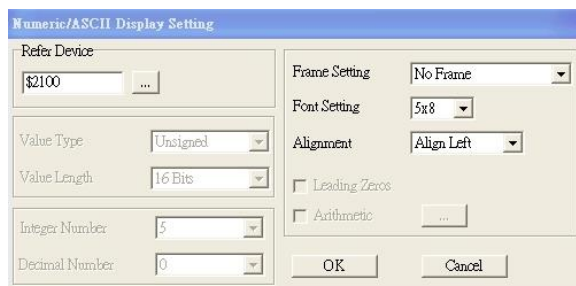 Numeric/ASCII Display Setting
Refer Device
$2100
...
Value Type
Unsigned
Value Length
16 Bits
Integer Number
5
Decimal Number
0
Frame Setting
No Frame
Font Setting
5x8
Alignment
Align Left
Leading Zeros
Arithmetic
...
OK
Cancel